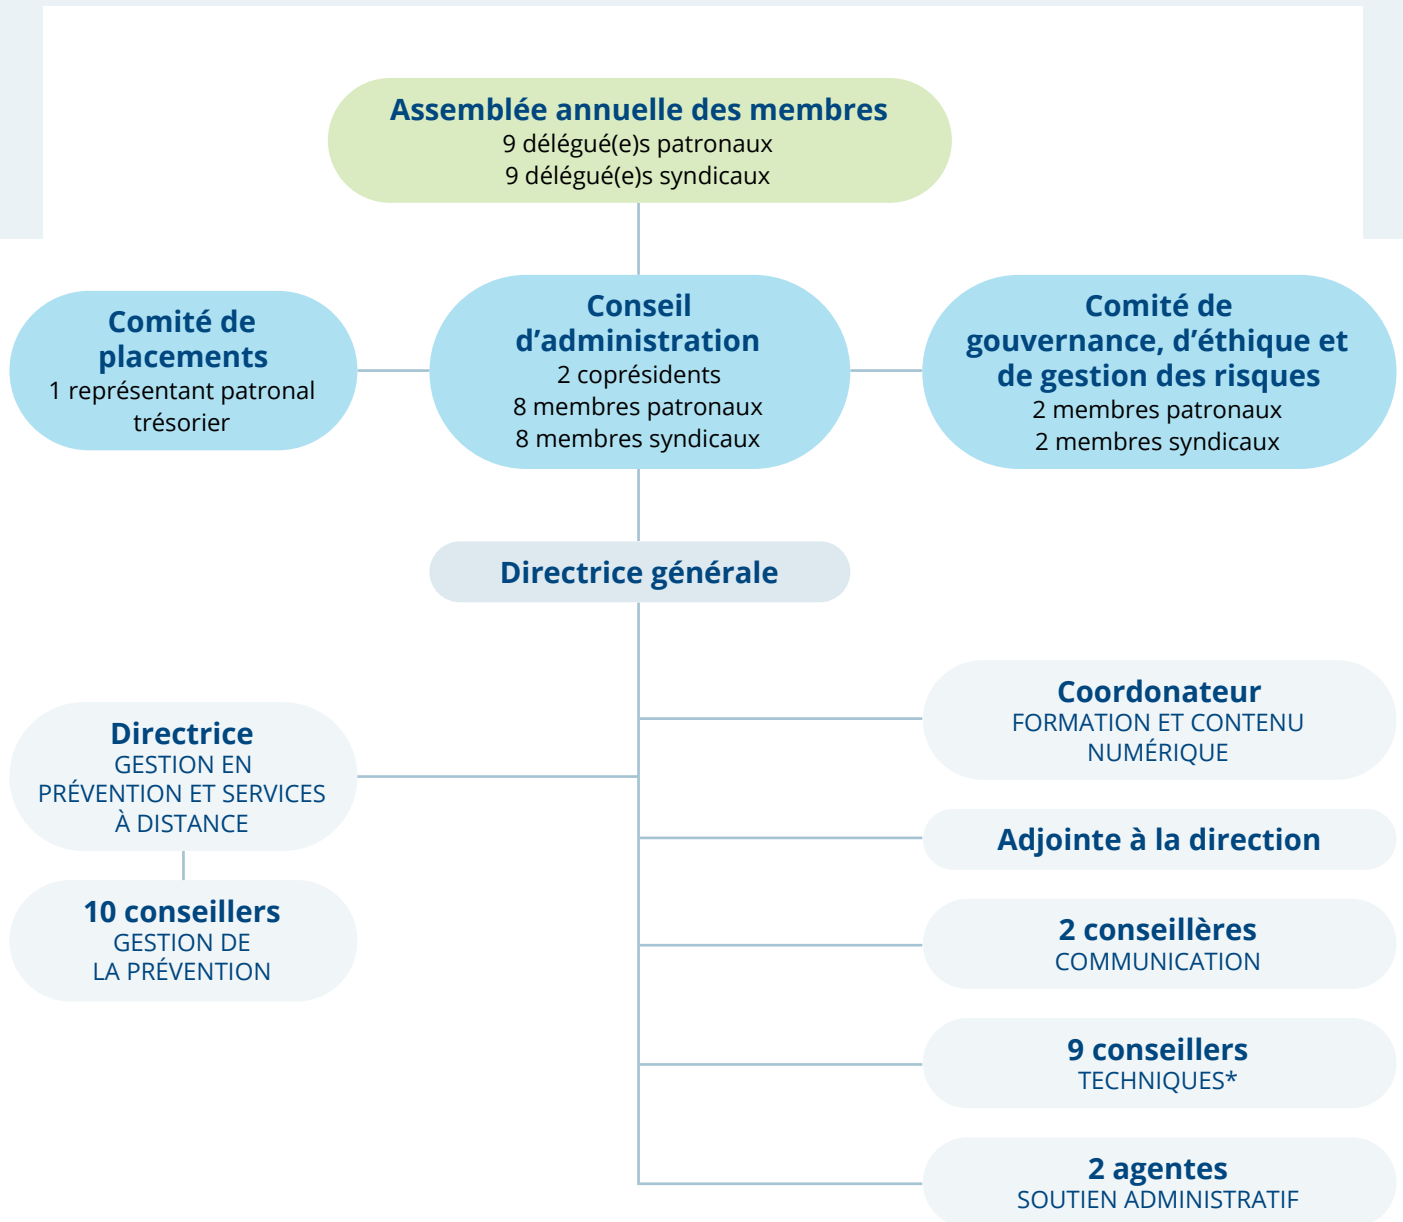 Assemblée annuelle des membres
9 délégué(e)s patronaux
9 délégué(e)s syndicaux
Comité de
placements
1 représentant patronal
trésorier
Conseil
d’administration
2 coprésidents
8 membres patronaux
8 membres syndicaux
Comité de
gouvernance, d’éthique et
de gestion des risques
2 membres patronaux
2 membres syndicaux
Directrice générale
Directrice
GESTION EN
PRÉVENTION ET SERVICES
À DISTANCE
10 conseillers
GESTION DE
LA PRÉVENTION
Coordonateur
FORMATION ET CONTENU
NUMÉRIQUE
Adjointe à la direction
2 conseillères
COMMUNICATION
9 conseillers
TECHNIQUES*
2 agentes
SOUTIEN ADMINISTRATIF